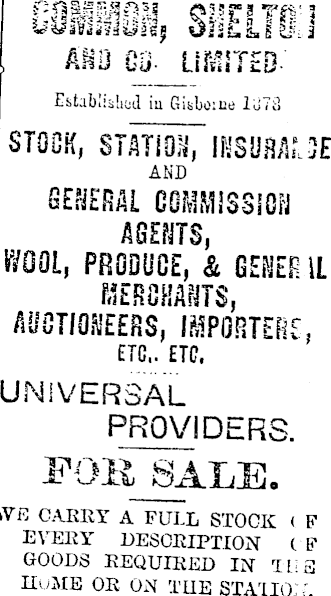 COMMON, SHELTON
AND CO. LIMITED
Established in Gisborne 1878
STOCK, STATION, INSURANCE
AND
GENERAL COMMISSION
AGENTS,
WOOL, PRODUCE, & GENERAL
MERCHANTS,
AUCTIONEERS, IMPORTERS,
ETC,. ETC,
UNIVERSAL
PROVIDERS.
FOR SALE.
WE CARRY A FULL STOCK OF
EVERY DESCRIPTION OF
GOODS REQUIRED IN THE
HOME OR ON THE STATION.